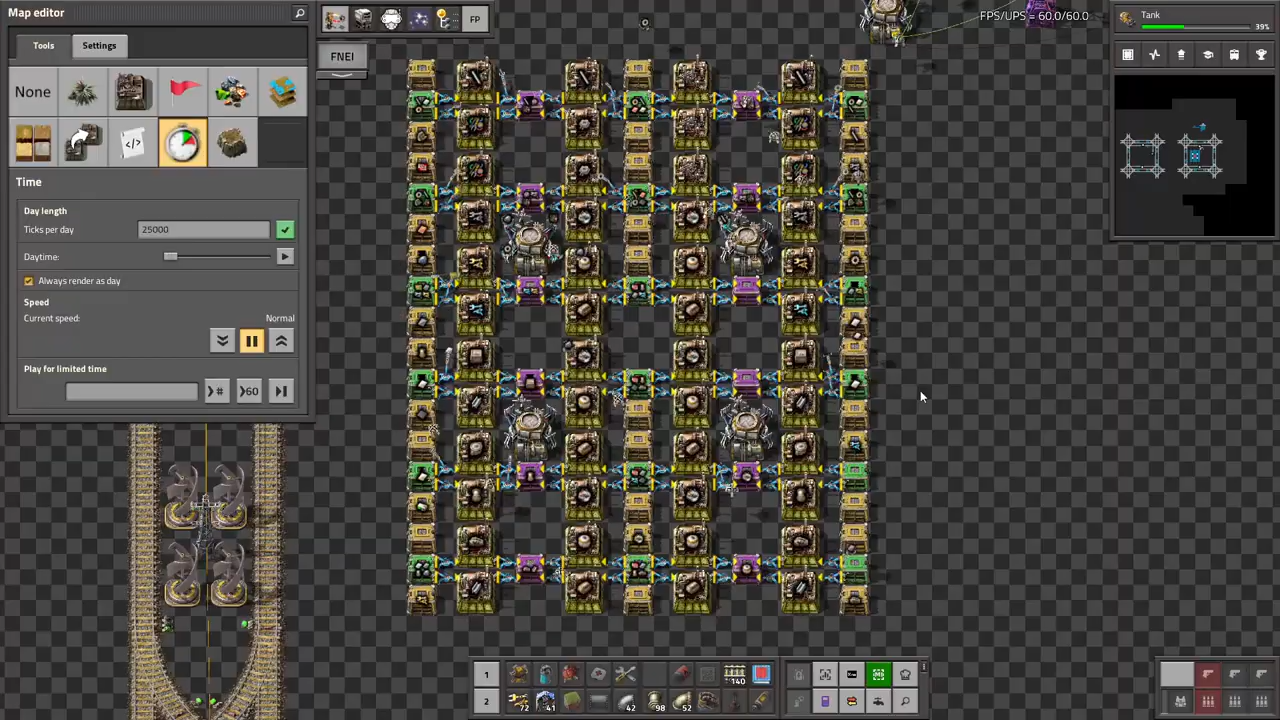 Map editor
Tools
Settings
None
Time
Day length
Ticks per day
25000
Daytime:
Always render as day
Speed
Current speed:
Normal
Play for limited time
#
60
FP
FNEI
FPS/UPS = 60.0/60.0
Tank
39%
1
140
2
72
41
42
98
52